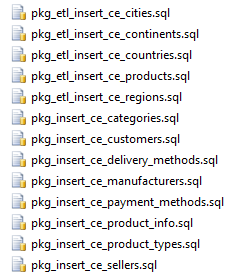 pkg_etl_insert_ce_cities.sql
pkg_etl_insert_ce_continents.sql
pkg_etl_insert_ce_countries.sql
pkg_etl_insert_ce_products.sql
pkg_etl_insert_ce_regions.sql
pkg_insert_ce_categories.sql
pkg_insert_ce_customers.sql
pkg_insert_ce_delivery_methods.sql
pkg_insert_ce_manufacturers.sql
pkg_insert_ce_payment_methods.sql
pkg_insert_ce_product_info.sql
pkg_insert_ce_product_types.sql
pkg_insert_ce_sellers.sql